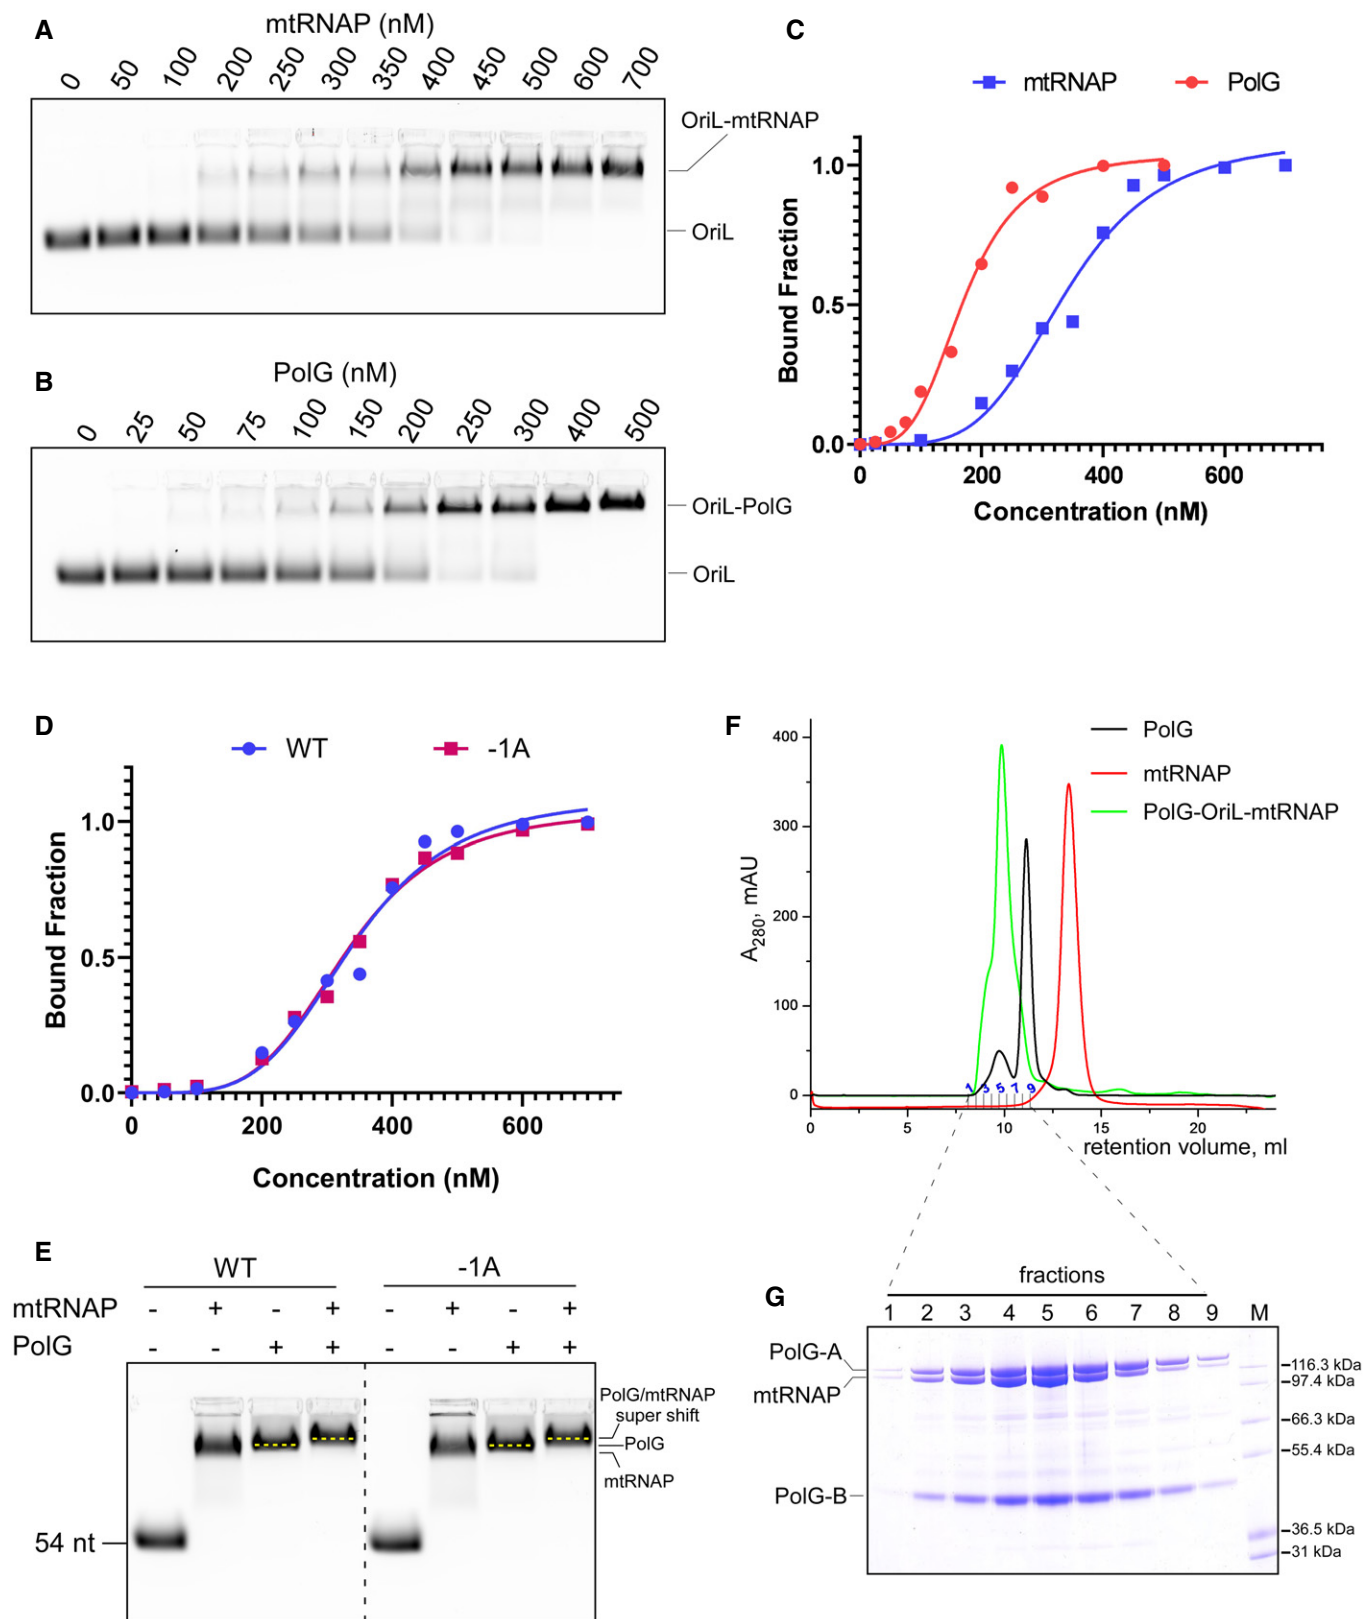 A
mtRNAP (nM)
0 50 100 200 250 300 350 400 450 500 600 700
OriL-mtRNAP
OriL
B
PolG (nM)
0 25 50 75 100 150 200 250 300 400 500
OriL-PolG
OriL
C
mtRNAP PolG
Bound Fraction
1.0
0.5
0.0
0 200 400 600
Concentration (nM)
D
WT -1A
Bound Fraction
1.0
0.5
0.0
0 200 400 600
Concentration (nM)
E
WT -1A
mtRNAP - + - + - + - +
PolG - - + + - - + +
PolG/mtRNAP
super shift
PolG
mtRNAP
54 nt
F
PolG
mtRNAP
PolG-OriL-mtRNAP
A280, mAU
400
300
200
100
0
1 3 5 7 9
0 5 10 15 20
retention volume, ml
G
fractions
1 2 3 4 5 6 7 8 9 M
PolG-A
mtRNAP
PolG-B
116.3 kDa
97.4 kDa
66.3 kDa
55.4 kDa
36.5 kDa
31 kDa